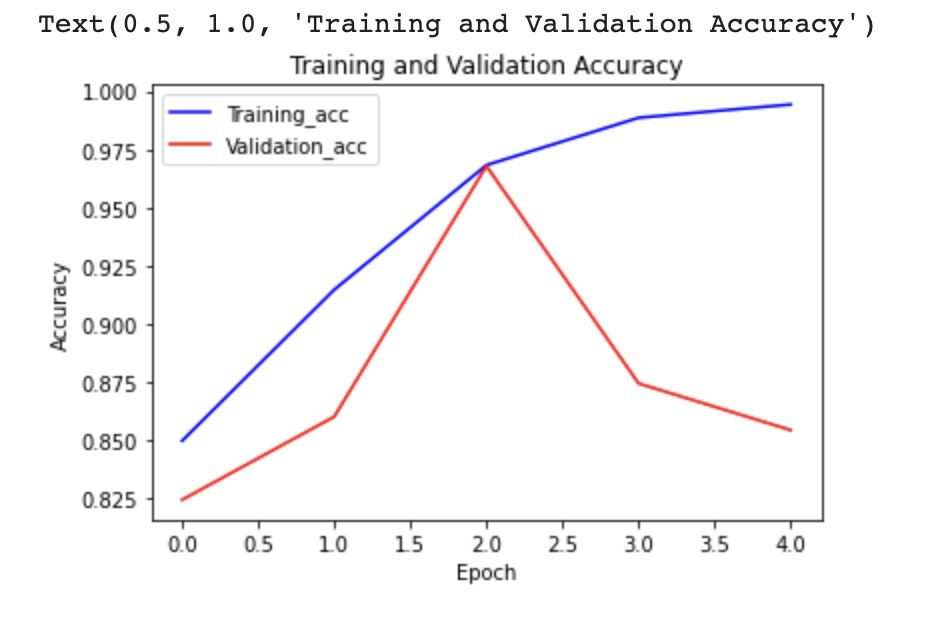 Text(0.5, 1.0, 'Training and Validation Accuracy')
Training and Validation Accuracy
Training_acc
Validation_acc
1.000
0.975
0.950
0.925
0.900
0.875
0.850
0.825
Accuracy
0.0 0.5 1.0 1.5 2.0 2.5 3.0 3.5 4.0
Epoch